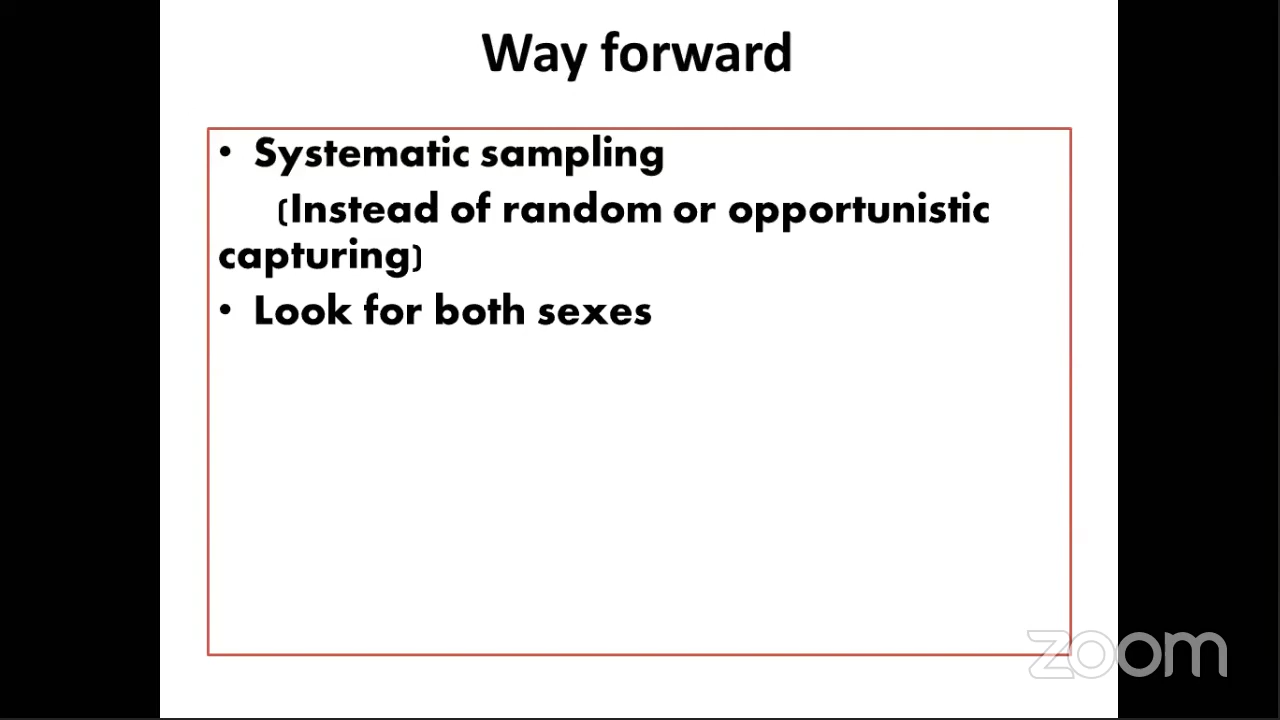 Way forward
• Systematic sampling
(Instead of random or opportunistic
capturing)
• Look for both sexes
zoom